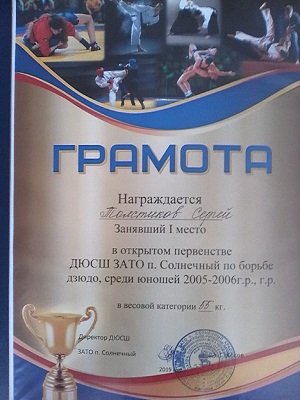 ГРАМОТА
Награждается
Толстиков Сергей
Занявший I место
в открытом первенстве
ДЮСШ ЗАТО п. Солнечный по борьбе
дзюдо, среди юношей 2005-2006г.р., г.р.
в весовой категории 55 кг.
Директор ДЮСШ
ЗАТО п. Солнечный